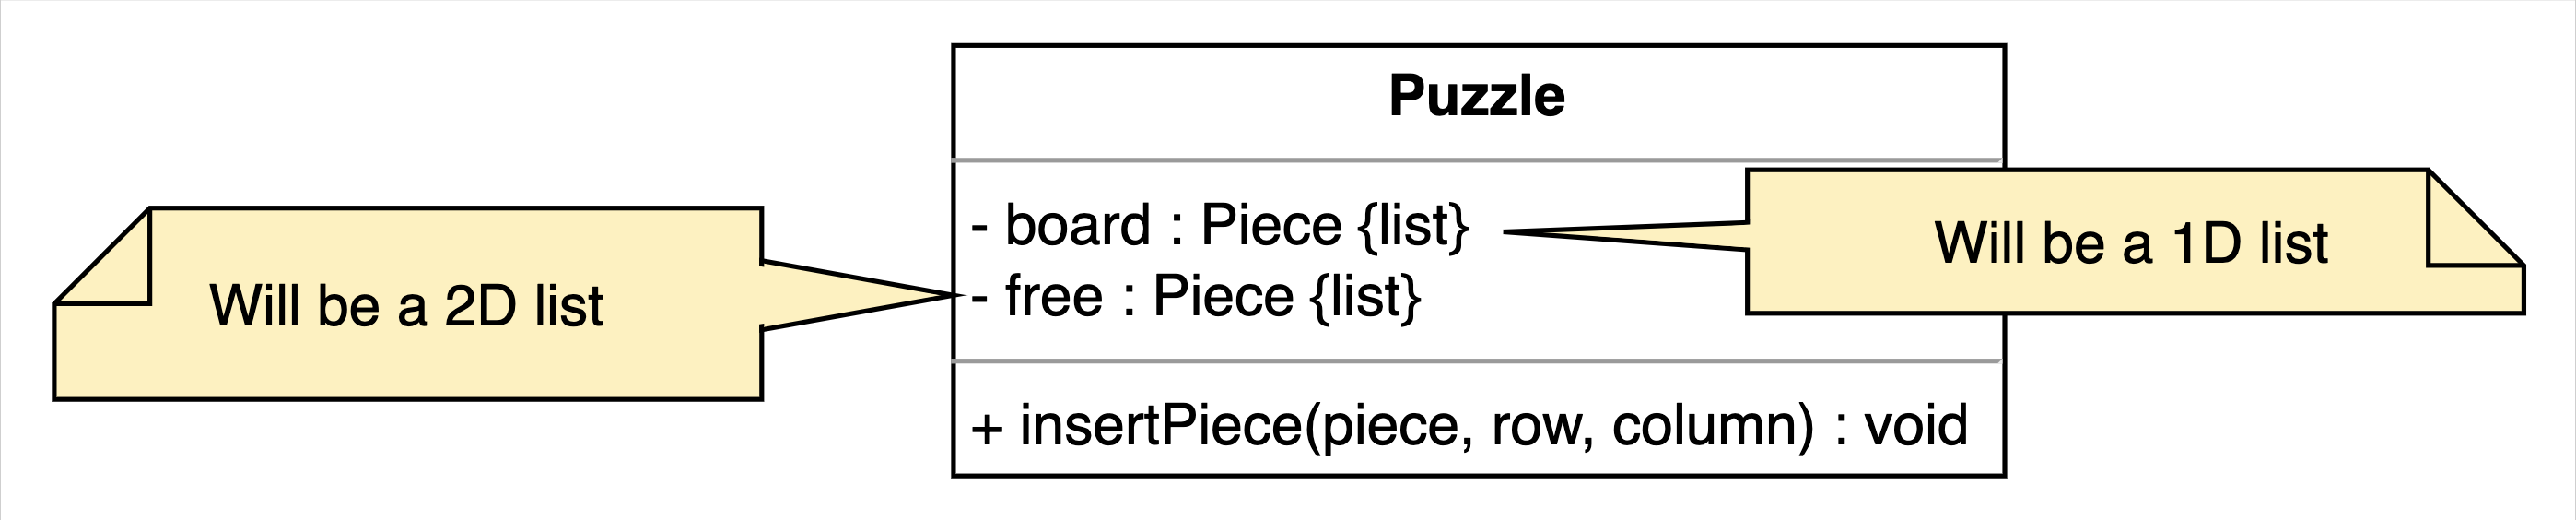 Puzzle
- board : Piece {list}
- free : Piece {list}
+ insertPiece(piece, row, column) : void
Will be a 2D list
Will be a 1D list